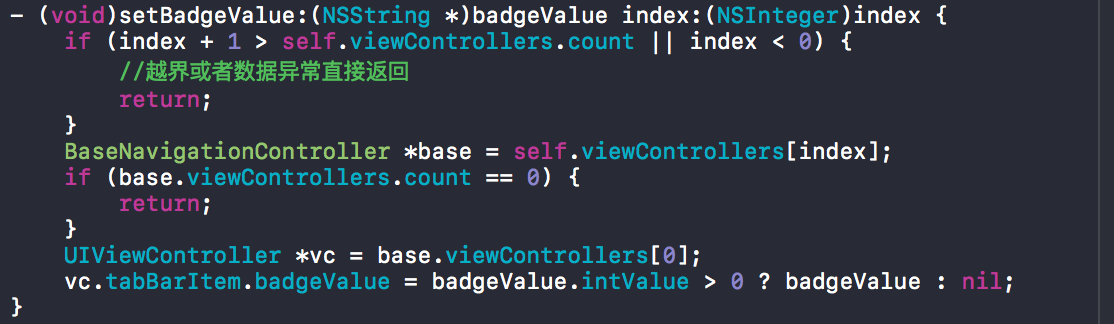 - (void)setBadgeValue:(NSString *)badgeValue index:(NSInteger)index {
    if (index + 1 > self.viewControllers.count || index < 0) {
        //越界或者数据异常直接返回
        return;
    }
    BaseNavigationController *base = self.viewControllers[index];
    if (base.viewControllers.count == 0) {
        return;
    }
    UIViewController *vc = base.viewControllers[0];
    vc.tabBarItem.badgeValue = badgeValue.intValue > 0 ? badgeValue : nil;
}